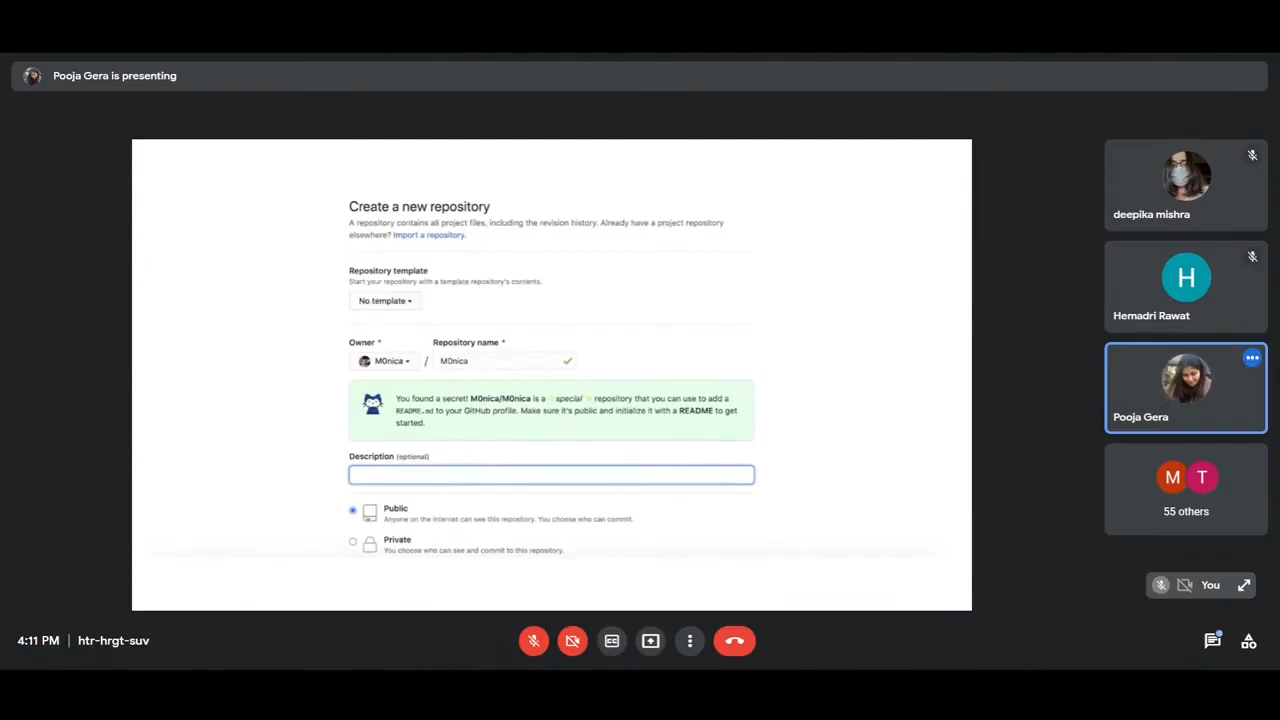 Pooja Gera is presenting
Create a new repository
A repository contains all project files, including the revision history. Already have a project repository
elsewhere? Import a repository.
Repository template
Start your repository with a template repository's contents.
No template
Owner * Repository name *
M0nica / M0nica
You found a secret! M0nica/M0nica is a ✨special✨ repository that you can use to add a
README.md to your GitHub profile. Make sure it's public and initialize it with a README to get
started.
Description (optional)
Public
Anyone on the internet can see this repository. You choose who can commit.
Private
You choose who can see and commit to this repository.
deepika mishra
H
Hemadri Rawat
Pooja Gera
M T
55 others
You
4:11 PM | htr-hrgt-suv